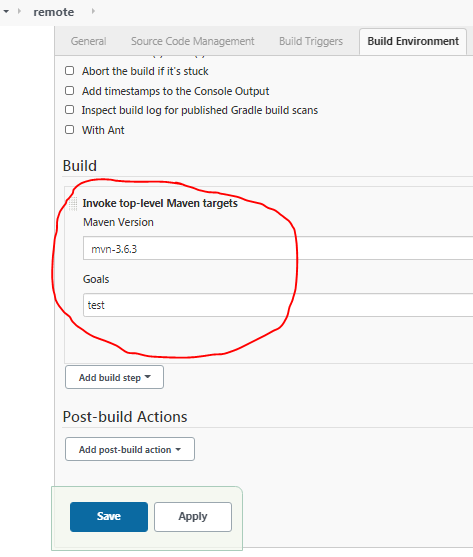 remote
General Source Code Management Build Triggers Build Environment
Abort the build if it's stuck
Add timestamps to the Console Output
Inspect build log for published Gradle build scans
With Ant
Build
Invoke top-level Maven targets
Maven Version
mvn-3.6.3
Goals
test
Add build step
Post-build Actions
Add post-build action
Save Apply